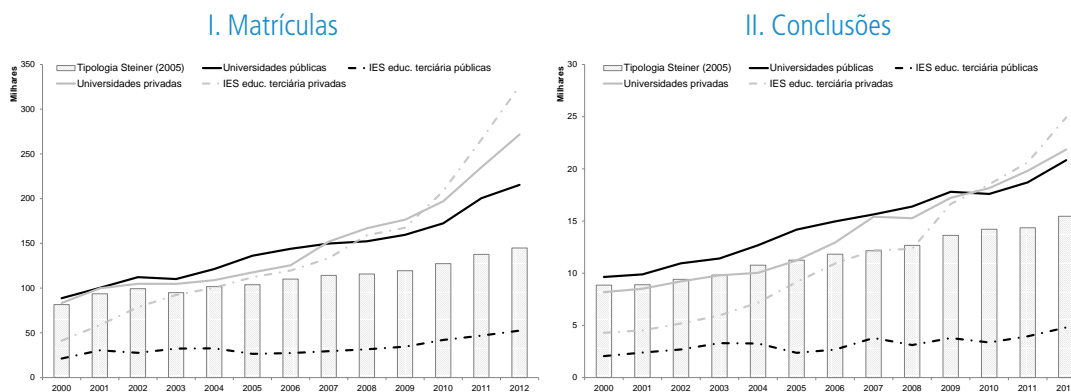 I. Matrículas
Milhares
Tipologia Steiner (2005) Universidades públicas IES educ. terciária públicas
Universidades privadas IES educ. terciária privadas
350
300
250
200
150
100
50
0
2000 2001 2002 2003 2004 2005 2006 2007 2008 2009 2010 2011 2012
II. Conclusões
Milhares
Tipologia Steiner (2005) Universidades públicas IES educ. terciária públicas
Universidades privadas IES educ. terciária privadas
30
25
20
15
10
5
0
2000 2001 2002 2003 2004 2005 2006 2007 2008 2009 2010 2011